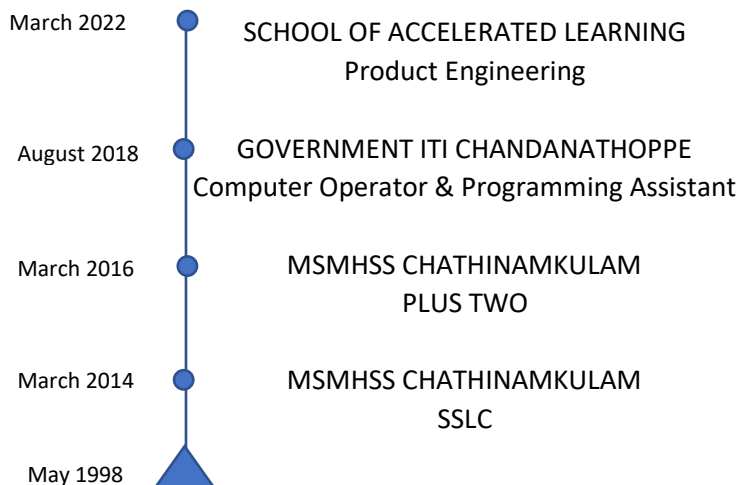 March 2022
SCHOOL OF ACCELERATED LEARNING
Product Engineering
August 2018
GOVERNMENT ITI CHANDANATHOPPE
Computer Operator & Programming Assistant
March 2016
MSMHSS CHATHINAMKULAM
PLUS TWO
March 2014
MSMHSS CHATHINAMKULAM
SSLC
May 1998